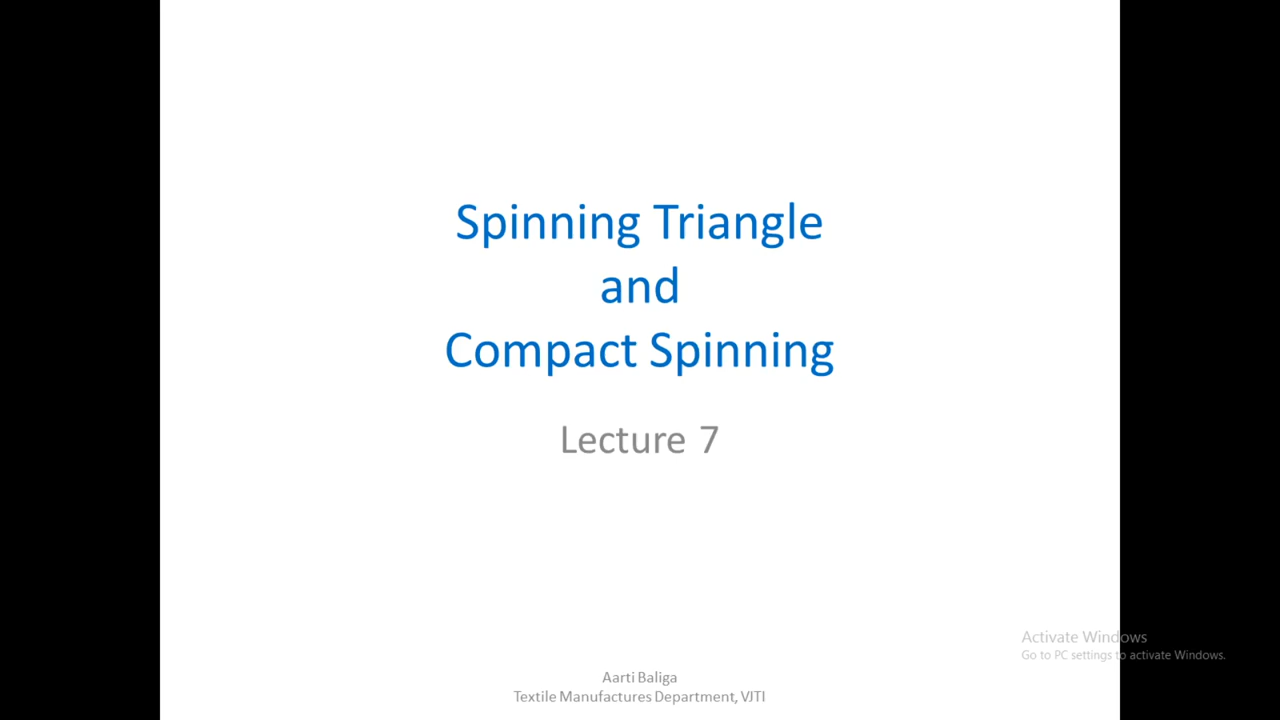 Spinning Triangle
and
Compact Spinning
Lecture 7
Activate Windows
Go to PC settings to activate Windows.
Aarti Baliga
Textile Manufactures Department, VJTI